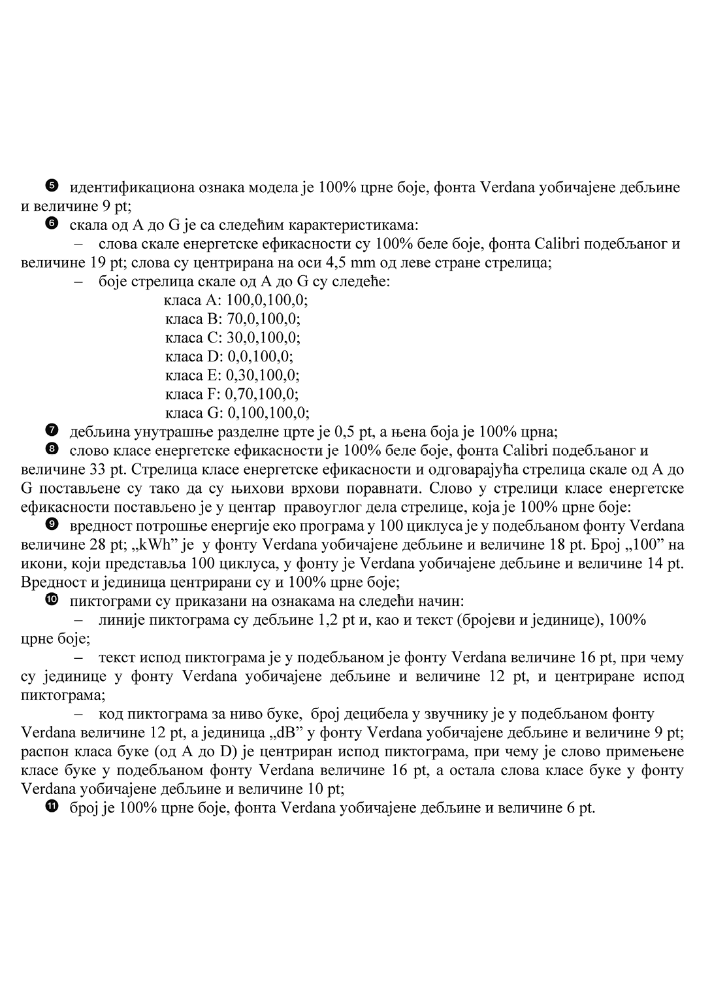 ❺ идентификациона ознака модела је 100% црне боје, фонта Verdana уобичајене дебљине
и величине 9 pt;
❻ скала од А до G је са следећим карактеристикама:
– слова скале енергетске ефикасности су 100% беле боје, фонта Calibri подебљаног и
величине 19 pt; слова су центрирана на оси 4,5 mm од леве стране стрелица;
– боје стрелица скале од А до G су следеће:
класа А: 100,0,100,0;
класа B: 70,0,100,0;
класа C: 30,0,100,0;
класа D: 0,0,100,0;
класа E: 0,30,100,0;
класа F: 0,70,100,0;
класа G: 0,100,100,0;
❼ дебљина унутрашње разделне црте је 0,5 pt, а њена боја је 100% црна;
❽ слово класе енергетске ефикасности је 100% беле боје, фонта Calibri подебљаног и
величине 33 pt. Стрелица класе енергетске ефикасности и одговарајућа стрелица скале од А до
G постављене су тако да су њихови врхови поравнати. Слово у стрелици класе енергетске
ефикасности постављено је у центар правоуглог дела стрелице, која је 100% црне боје:
❾ вредност потрошње енергије еко програма у 100 циклуса је у подебљаном фонту Verdana
величине 28 pt; „kWh” је у фонту Verdana уобичајене дебљине и величине 18 pt. Број „100” на
икони, који представља 100 циклуса, у фонту је Verdana уобичајене дебљине и величине 14 pt.
Вредност и јединица центрирани су и 100% црне боје;
❿ пиктограми су приказани на ознакама на следећи начин:
– линије пиктограма су дебљине 1,2 pt и, као и текст (бројеви и јединице), 100%
црне боје;
– текст испод пиктограма је у подебљаном је фонту Verdana величине 16 pt, при чему
су јединице у фонту Verdana уобичајене дебљине и величине 12 pt, и центриране испод
пиктограма;
– код пиктограма за ниво буке, број децибела у звучнику је у подебљаном фонту
Verdana величине 12 pt, а јединица „dB” у фонту Verdana уобичајене дебљине и величине 9 pt;
распон класа буке (од А до D) је центриран испод пиктограма, при чему је слово примењене
класе буке у подебљаном фонту Verdana величине 16 pt, а остала слова класе буке у фонту
Verdana уобичајене дебљине и величине 10 pt;
⓫ број је 100% црне боје, фонта Verdana уобичајене дебљине и величине 6 pt.